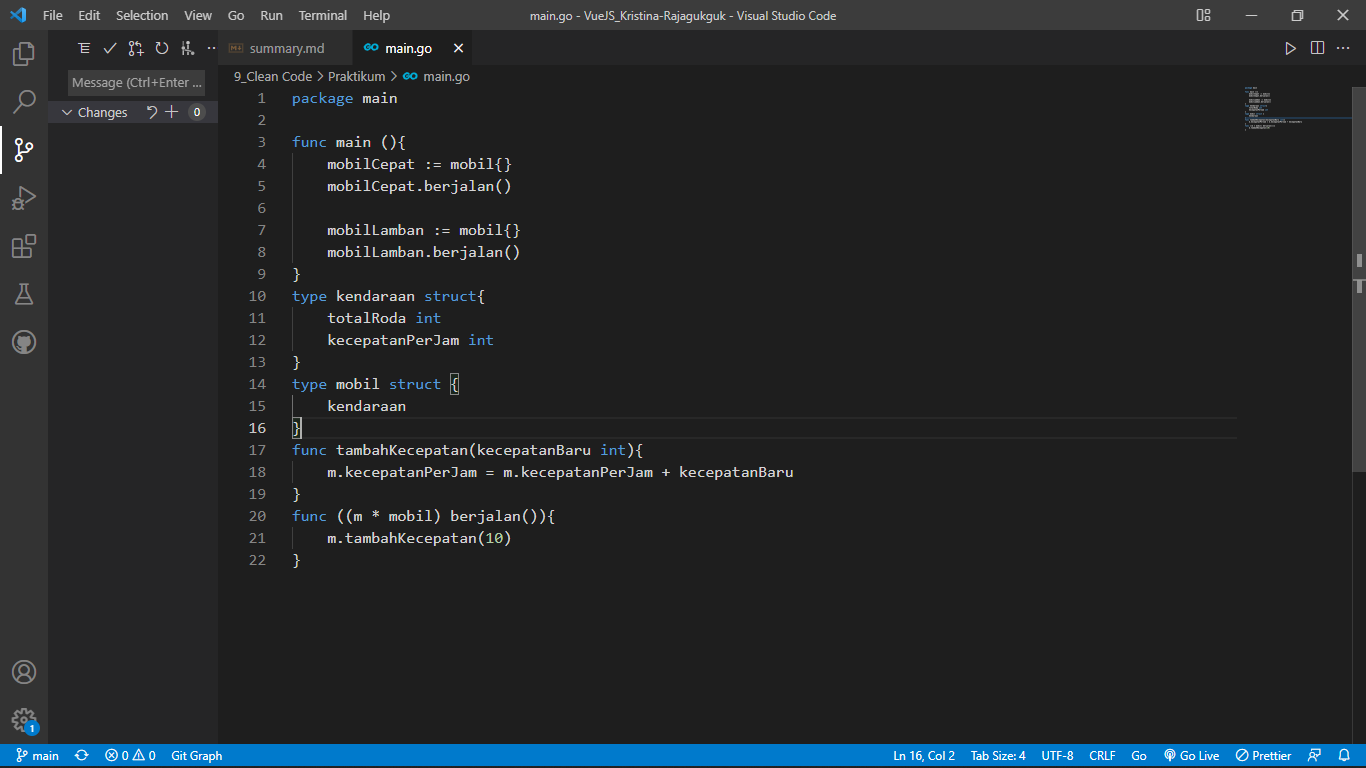 File Edit Selection View Go Run Terminal Help
main.go - VueJS_Kristina-Rajagukguk - Visual Studio Code
summary.md
main.go
Message (Ctrl+Enter ...
Changes 0
9_Clean Code > Praktikum > main.go
1 package main
2
3 func main (){
4 mobilCepat := mobil{}
5 mobilCepat.berjalan()
6
7 mobilLamban := mobil{}
8 mobilLamban.berjalan()
9 }
10 type kendaraan struct{
11 totalRoda int
12 kecepatanPerJam int
13 }
14 type mobil struct {
15 kendaraan
16 }
17 func tambahKecepatan(kecepatanBaru int){
18 m.kecepatanPerJam = m.kecepatanPerJam + kecepatanBaru
19 }
20 func ((m * mobil) berjalan()){
21 m.tambahKecepatan(10)
22 }
1
main 0 0 Git Graph Ln 16, Col 2 Tab Size: 4 UTF-8 CRLF Go Go Live Prettier